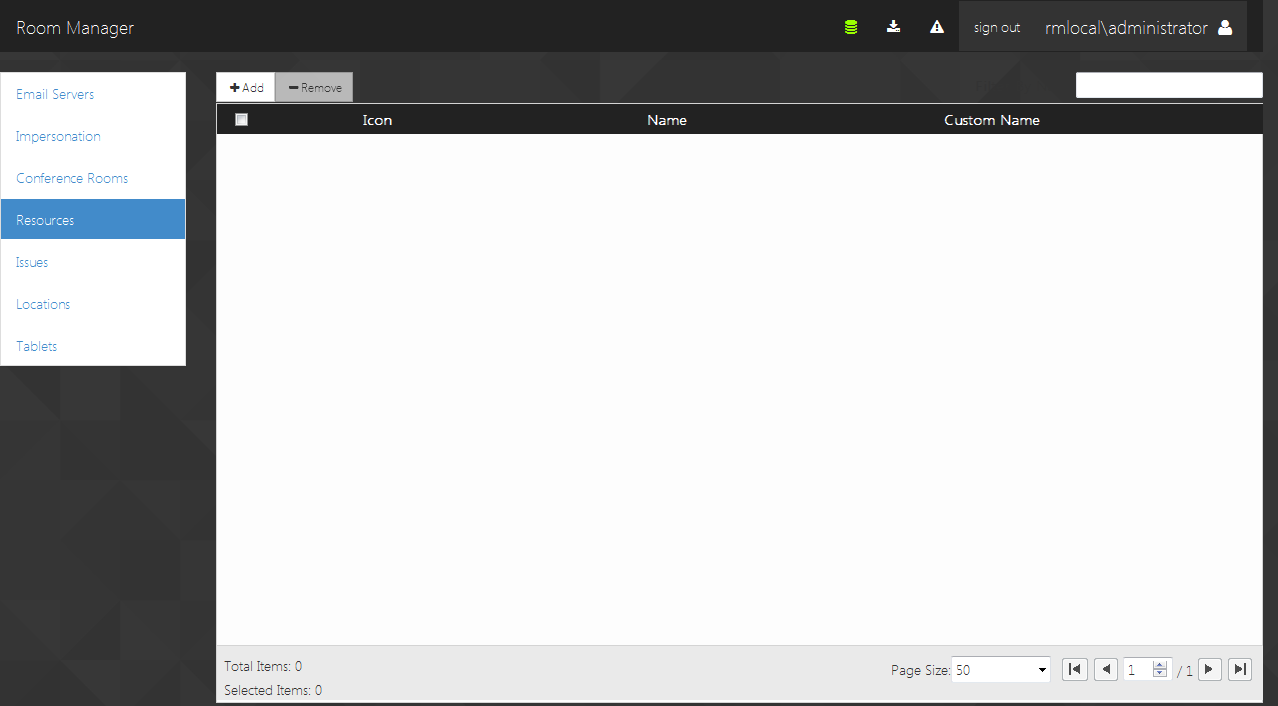 Room Manager
sign out
rmlocal\administrator
Email Servers
Impersonation
Conference Rooms
Resources
Issues
Locations
Tablets
Add
Remove
Icon
Name
Custom Name
Total Items: 0
Selected Items: 0
Page Size: 50
1 / 1